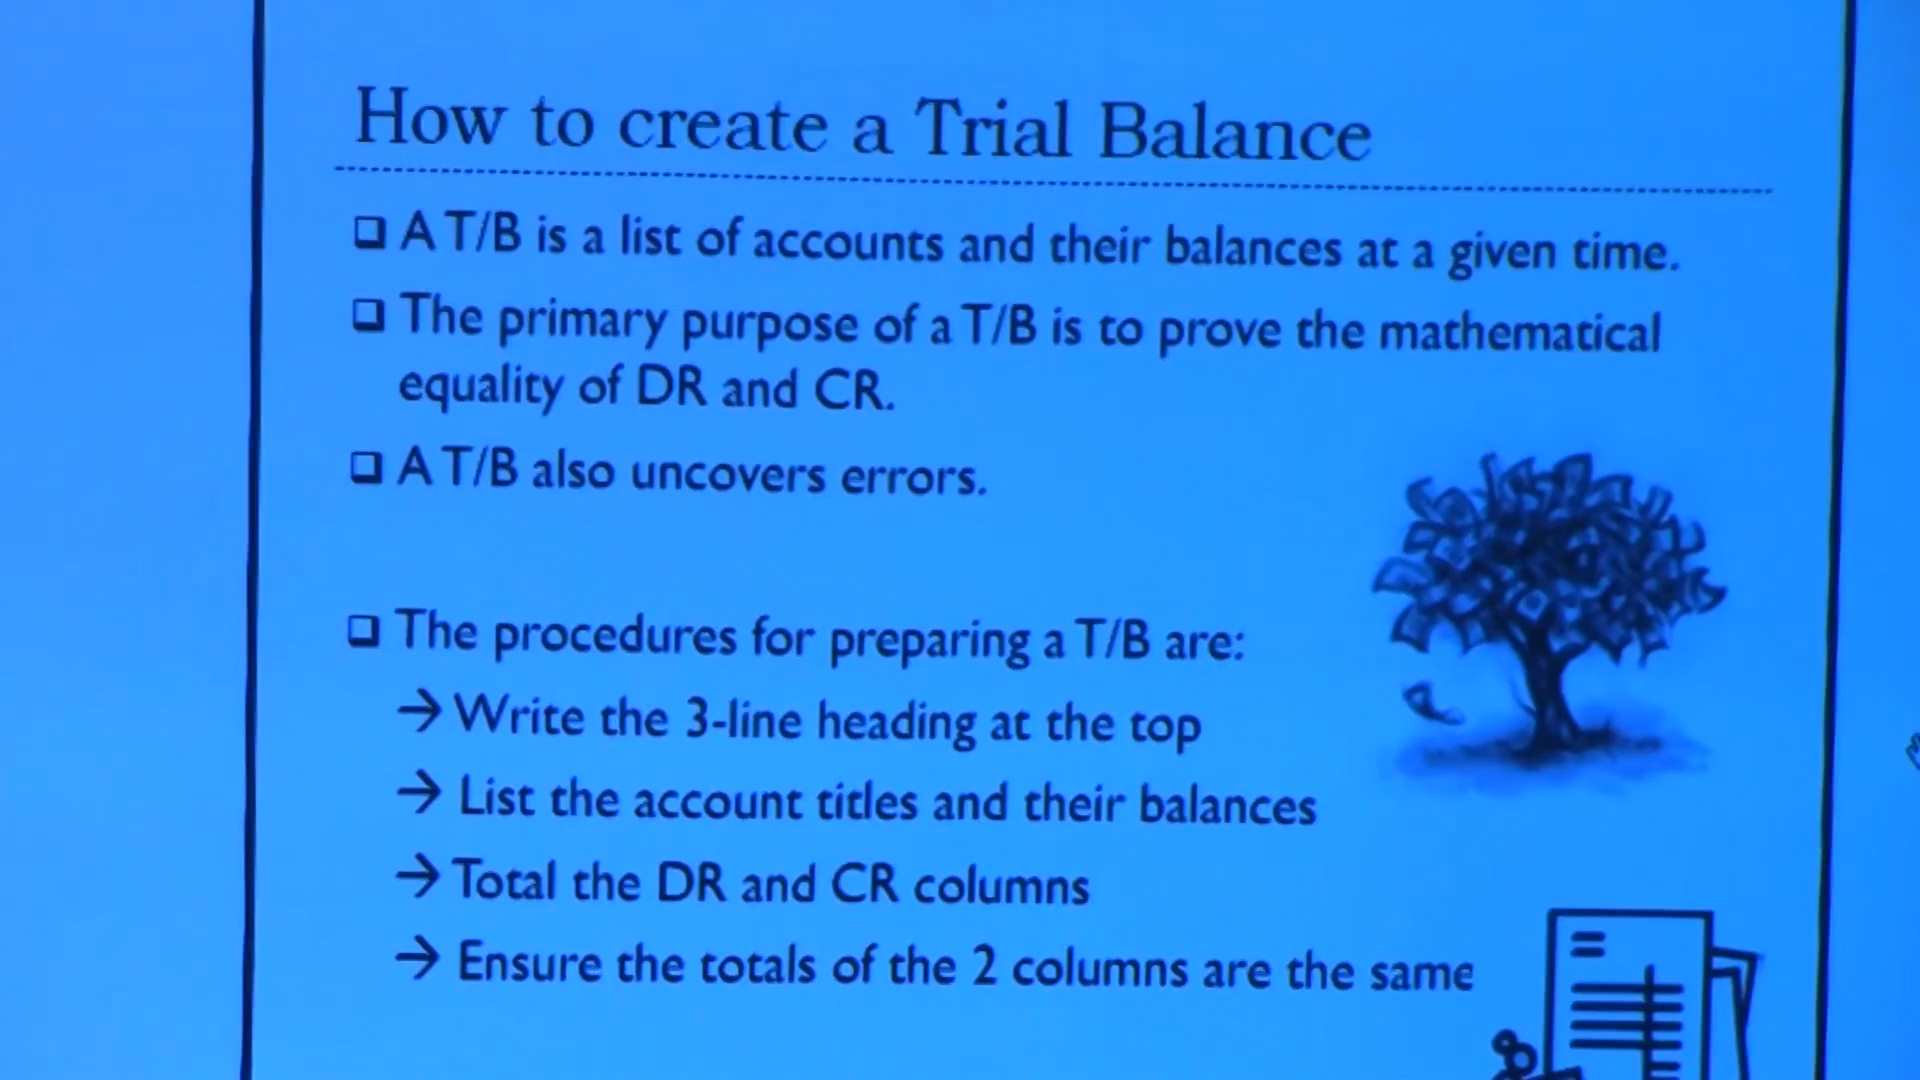 How to create a Trial Balance
❑ A T/B is a list of accounts and their balances at a given time.
❑ The primary purpose of a T/B is to prove the mathematical
equality of DR and CR.
❑ A T/B also uncovers errors.
❑ The procedures for preparing a T/B are:
→ Write the 3-line heading at the top
→ List the account titles and their balances
→ Total the DR and CR columns
→ Ensure the totals of the 2 columns are the same